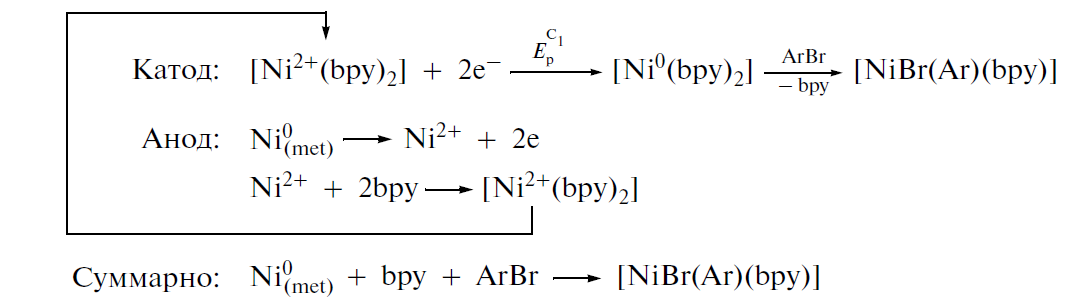 Катод: [Ni²⁺(bpy)₂] + 2e⁻ —E_p^{C₁}→ [Ni⁰(bpy)₂] —ArBr / − bpy→ [NiBr(Ar)(bpy)]
Анод: Ni⁰₍met₎ → Ni²⁺ + 2e
Ni²⁺ + 2bpy → [Ni²⁺(bpy)₂]
Суммарно: Ni⁰₍met₎ + bpy + ArBr → [NiBr(Ar)(bpy)]